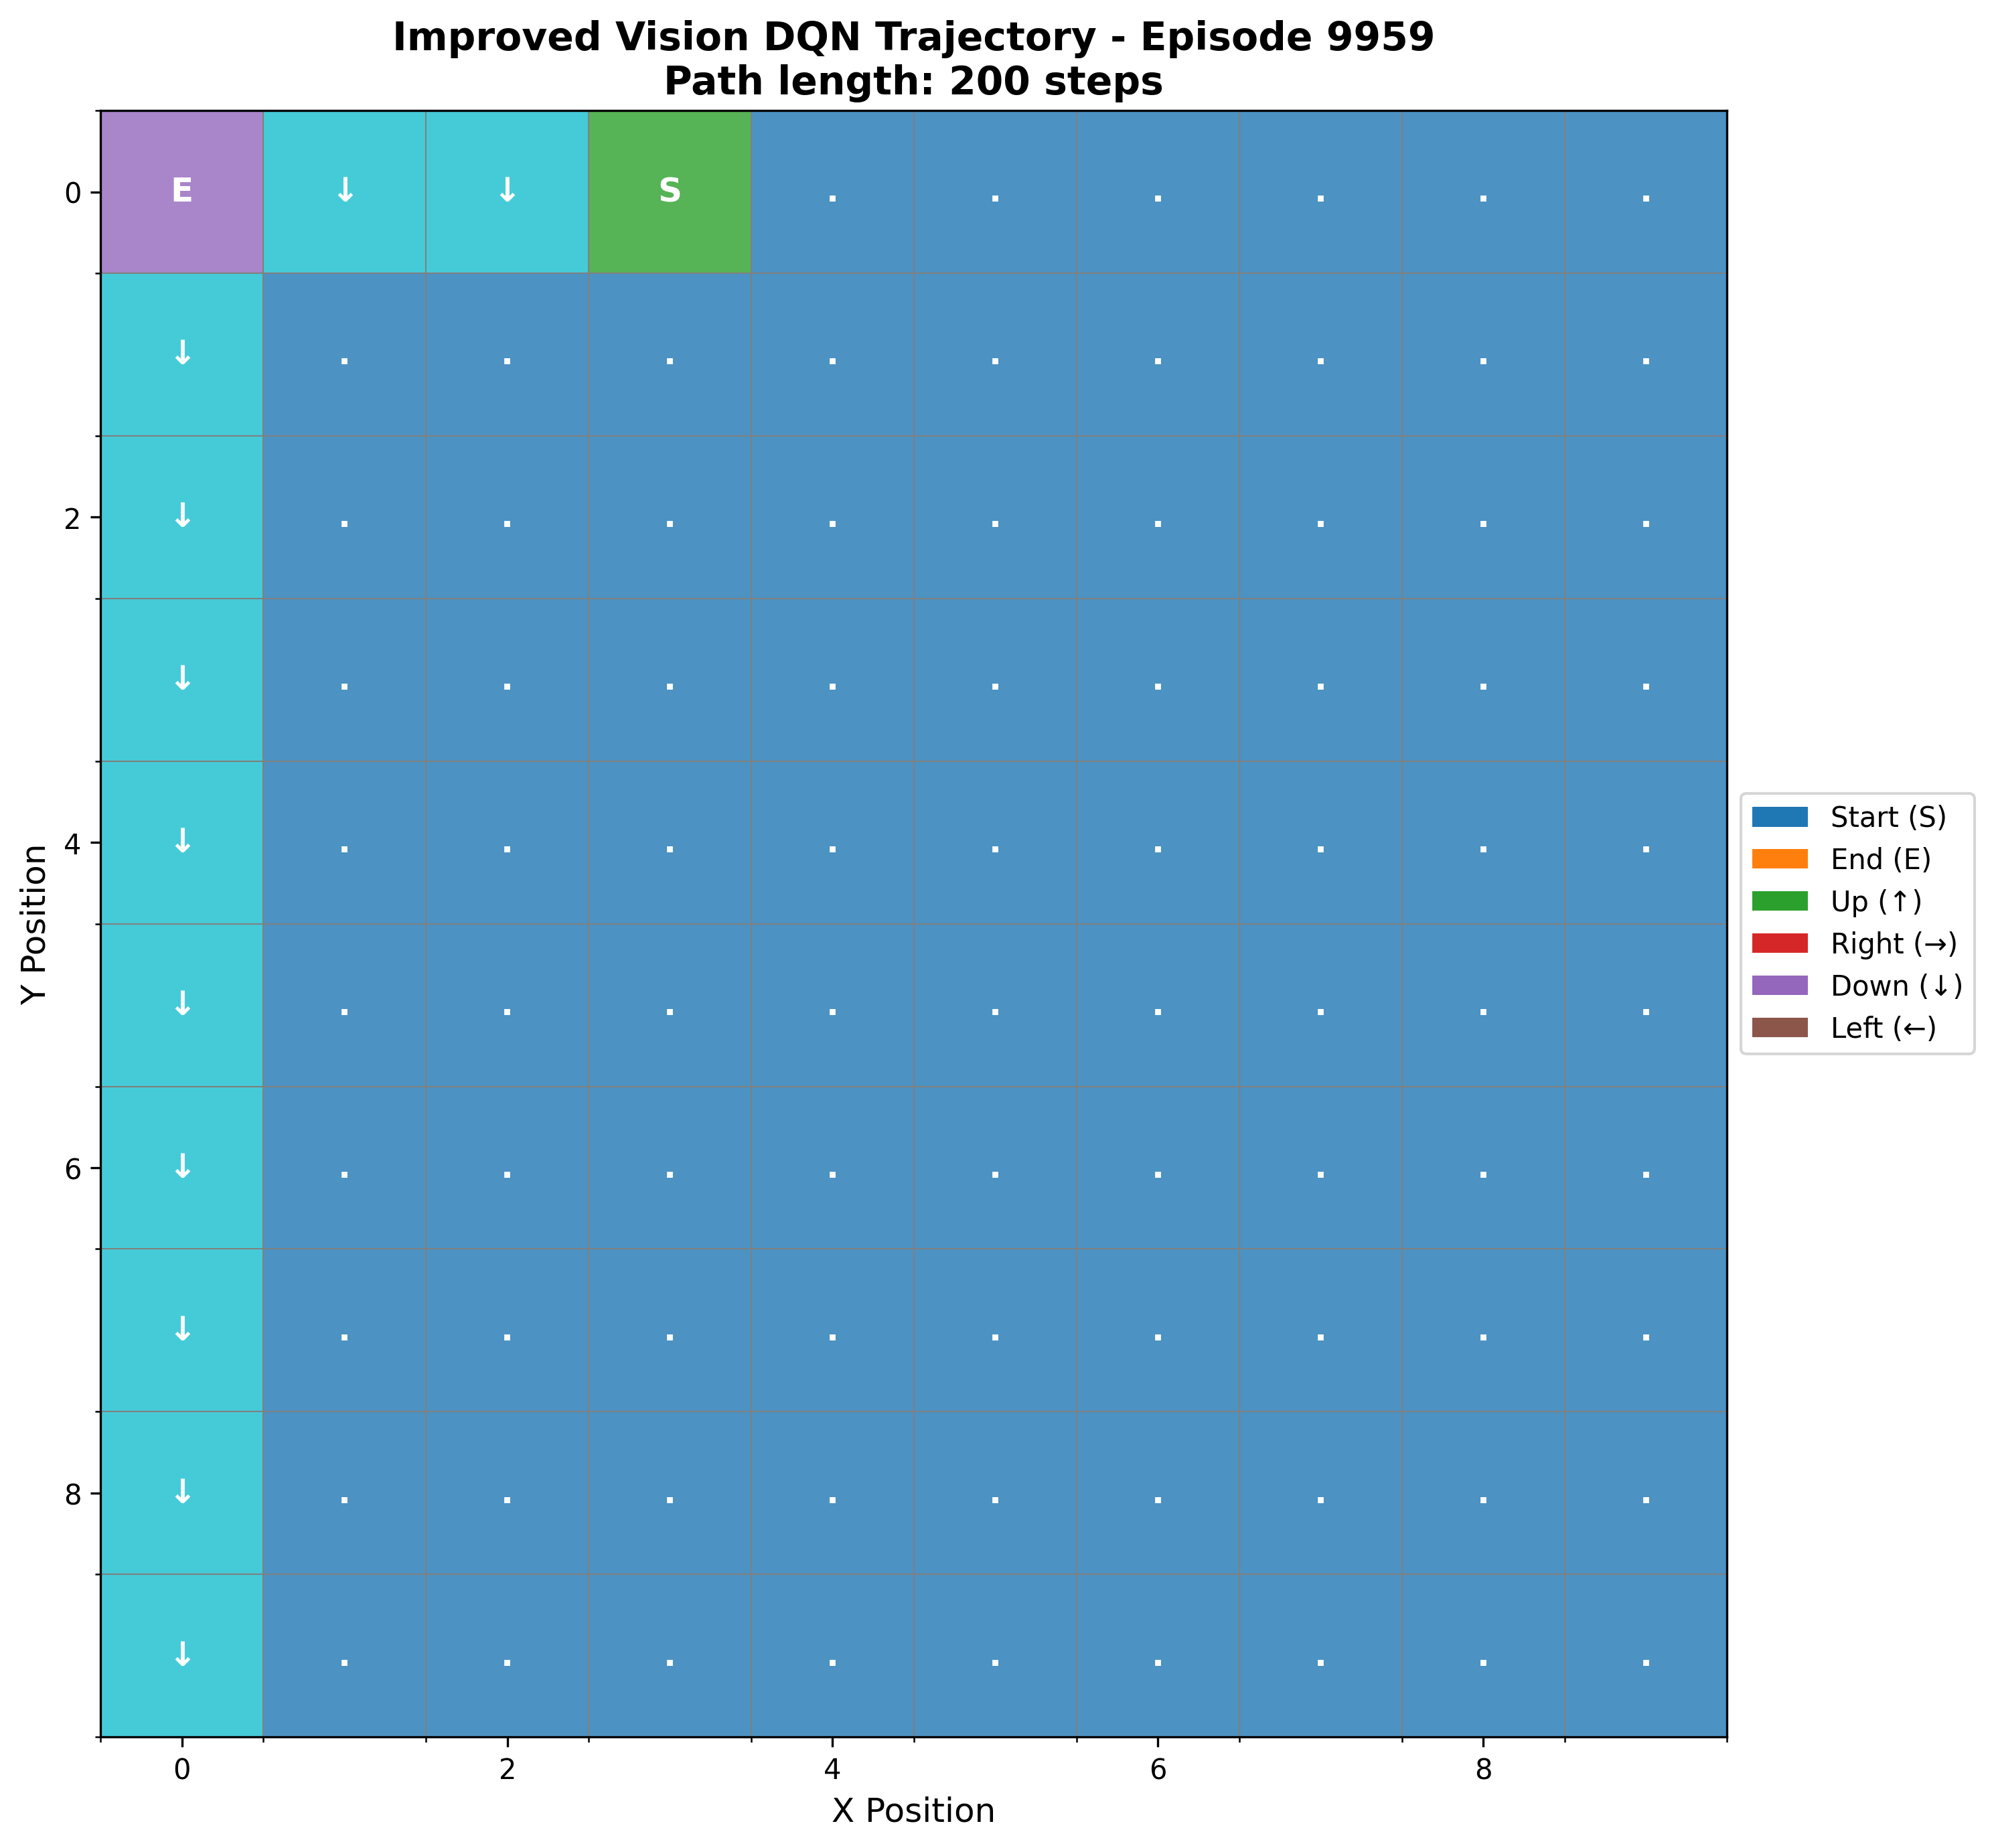 Improved Vision DQN Trajectory - Episode 9959
Path length: 200 steps
0 E ↓ ↓ S . . . . . .
↓ . . . . . . . . .
2 ↓ . . . . . . . . .
↓ . . . . . . . . .
4 ↓ . . . . . . . . .
↓ . . . . . . . . .
6 ↓ . . . . . . . . .
↓ . . . . . . . . .
8 ↓ . . . . . . . . .
↓ . . . . . . . . .
0 2 4 6 8
X Position
Y Position
Start (S)
End (E)
Up (↑)
Right (→)
Down (↓)
Left (←)